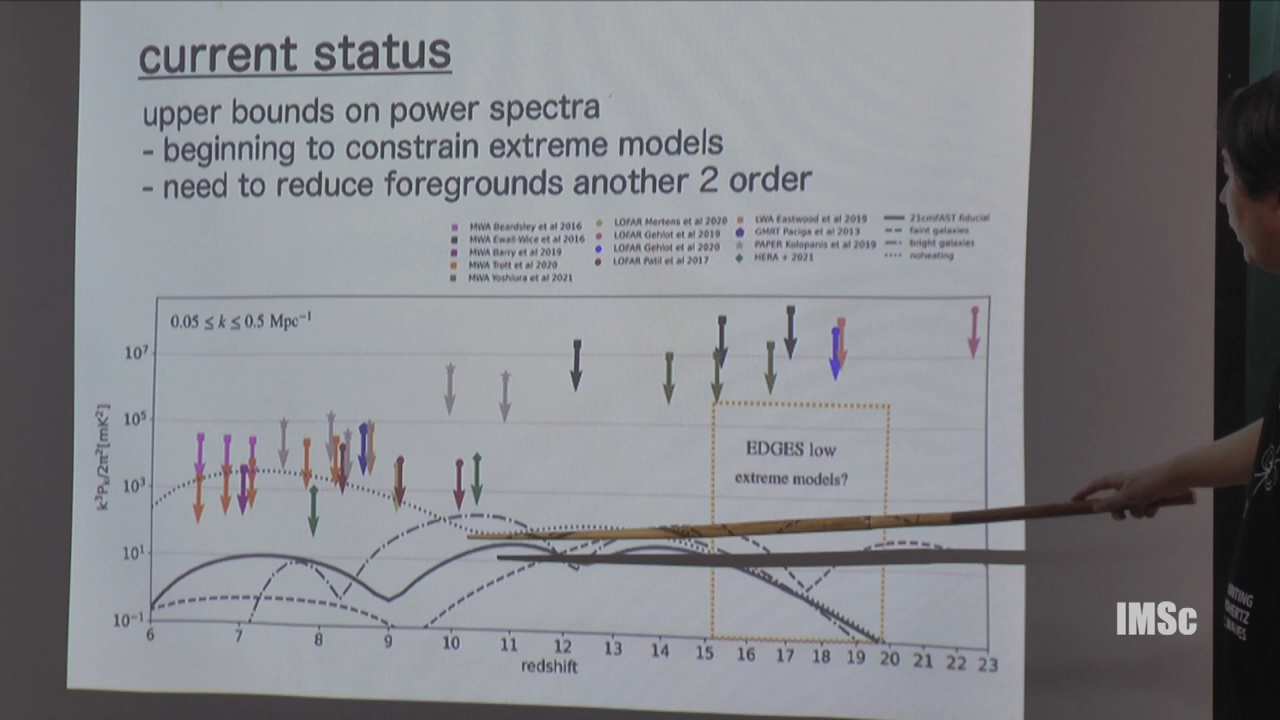 current status
upper bounds on power spectra
- beginning to constrain extreme models
- need to reduce foregrounds another 2 order
MWA Beardsley et al 2016
MWA Ewall-Wice et al 2016
MWA Barry et al 2019
MWA Trott et al 2020
MWA Yoshiura et al 2021
LOFAR Mertens et al 2020
LOFAR Gehlot et al 2019
LOFAR Gehlot et al 2020
LOFAR Patil et al 2017
LWA Eastwood et al 2019
GMRT Paciga et al 2013
PAPER Kolopanis et al 2019
HERA + 2021
21cmFAST fiducial
faint galaxies
bright galaxies
noheating
0.05 ≤ k ≤ 0.5 Mpc⁻¹
10⁷
10⁵
10³
10¹
10⁻¹
k³Pₖ/2π²[mK²]
EDGES low
extreme models?
6 7 8 9 10 11 12 13 14 15 16 17 18 19 20 21 22 23
redshift
IMSc
WAVES